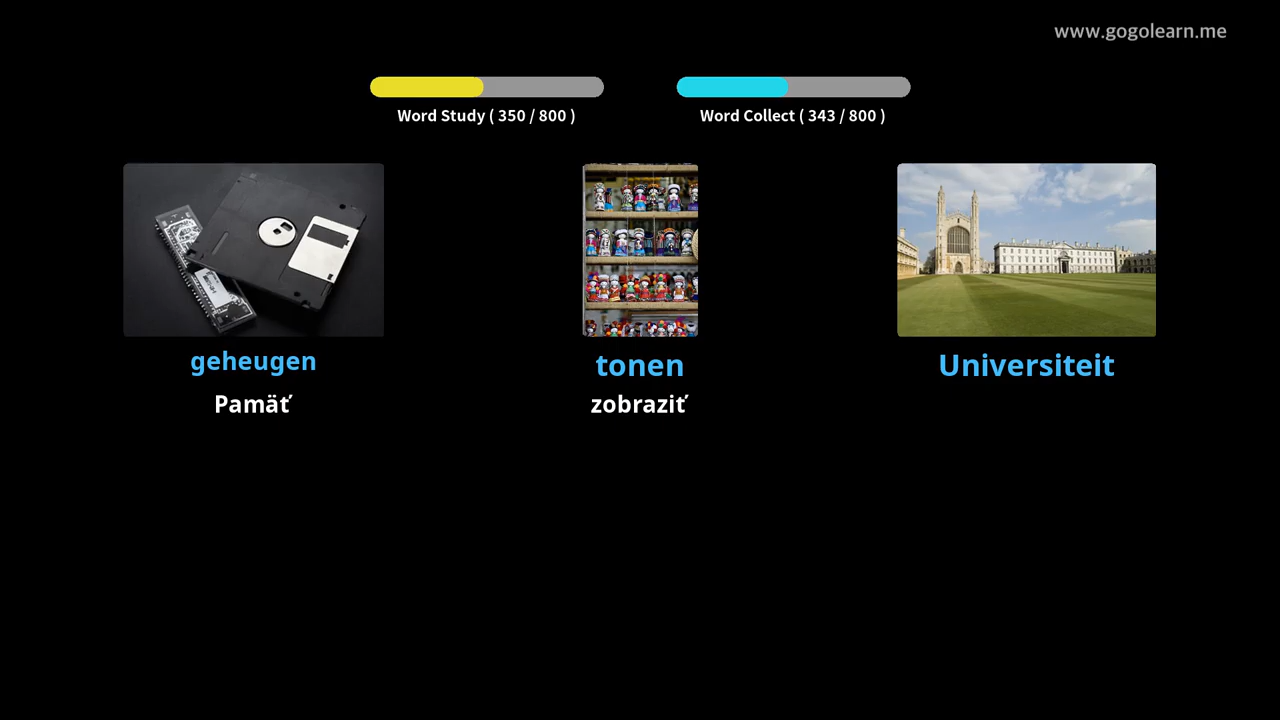 www.gogolearn.me
Word Study ( 350 / 800 )
Word Collect ( 343 / 800 )
geheugen
Pamäť
tonen
zobraziť
Universiteit